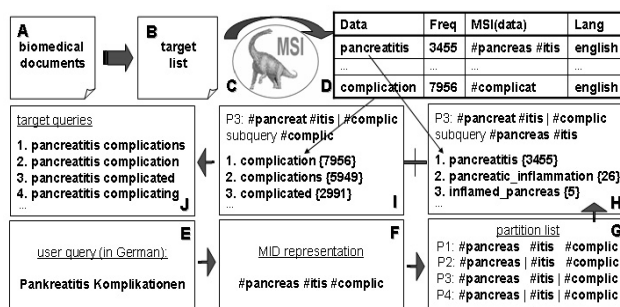 A
biomedical
documents
B
target
list
C
MSI
D
Data Freq MSI(data) Lang
pancreatitis 3455 #pancreas #itis english
... ... ... ...
complication 7956 #complicat english
target queries
1. pancreatitis complications
2. pancreatitis complication
3. pancreatitis complicated
4. pancreatitis complicating
...
J
P3: #pancreat #itis | #complic
subquery #complic
1. complication {7956}
2. complications {5949}
3. complicated {2991}
...
I
P3: #pancreat #itis | #complic
subquery #pancreas #itis
1. pancreatitis {3455}
2. pancreatic_inflammation {26}
3. inflamed_pancreas {5}
...
H
E
user query (in German):
Pankreatitis Komplikationen
F
MID representation
#pancreas #itis #complic
G
partition list
P1: #pancreas #itis #complic
P2: #pancreas | #itis #complic
P3: #pancreas #itis | #complic
P4: #pancreas | #itis | #complic